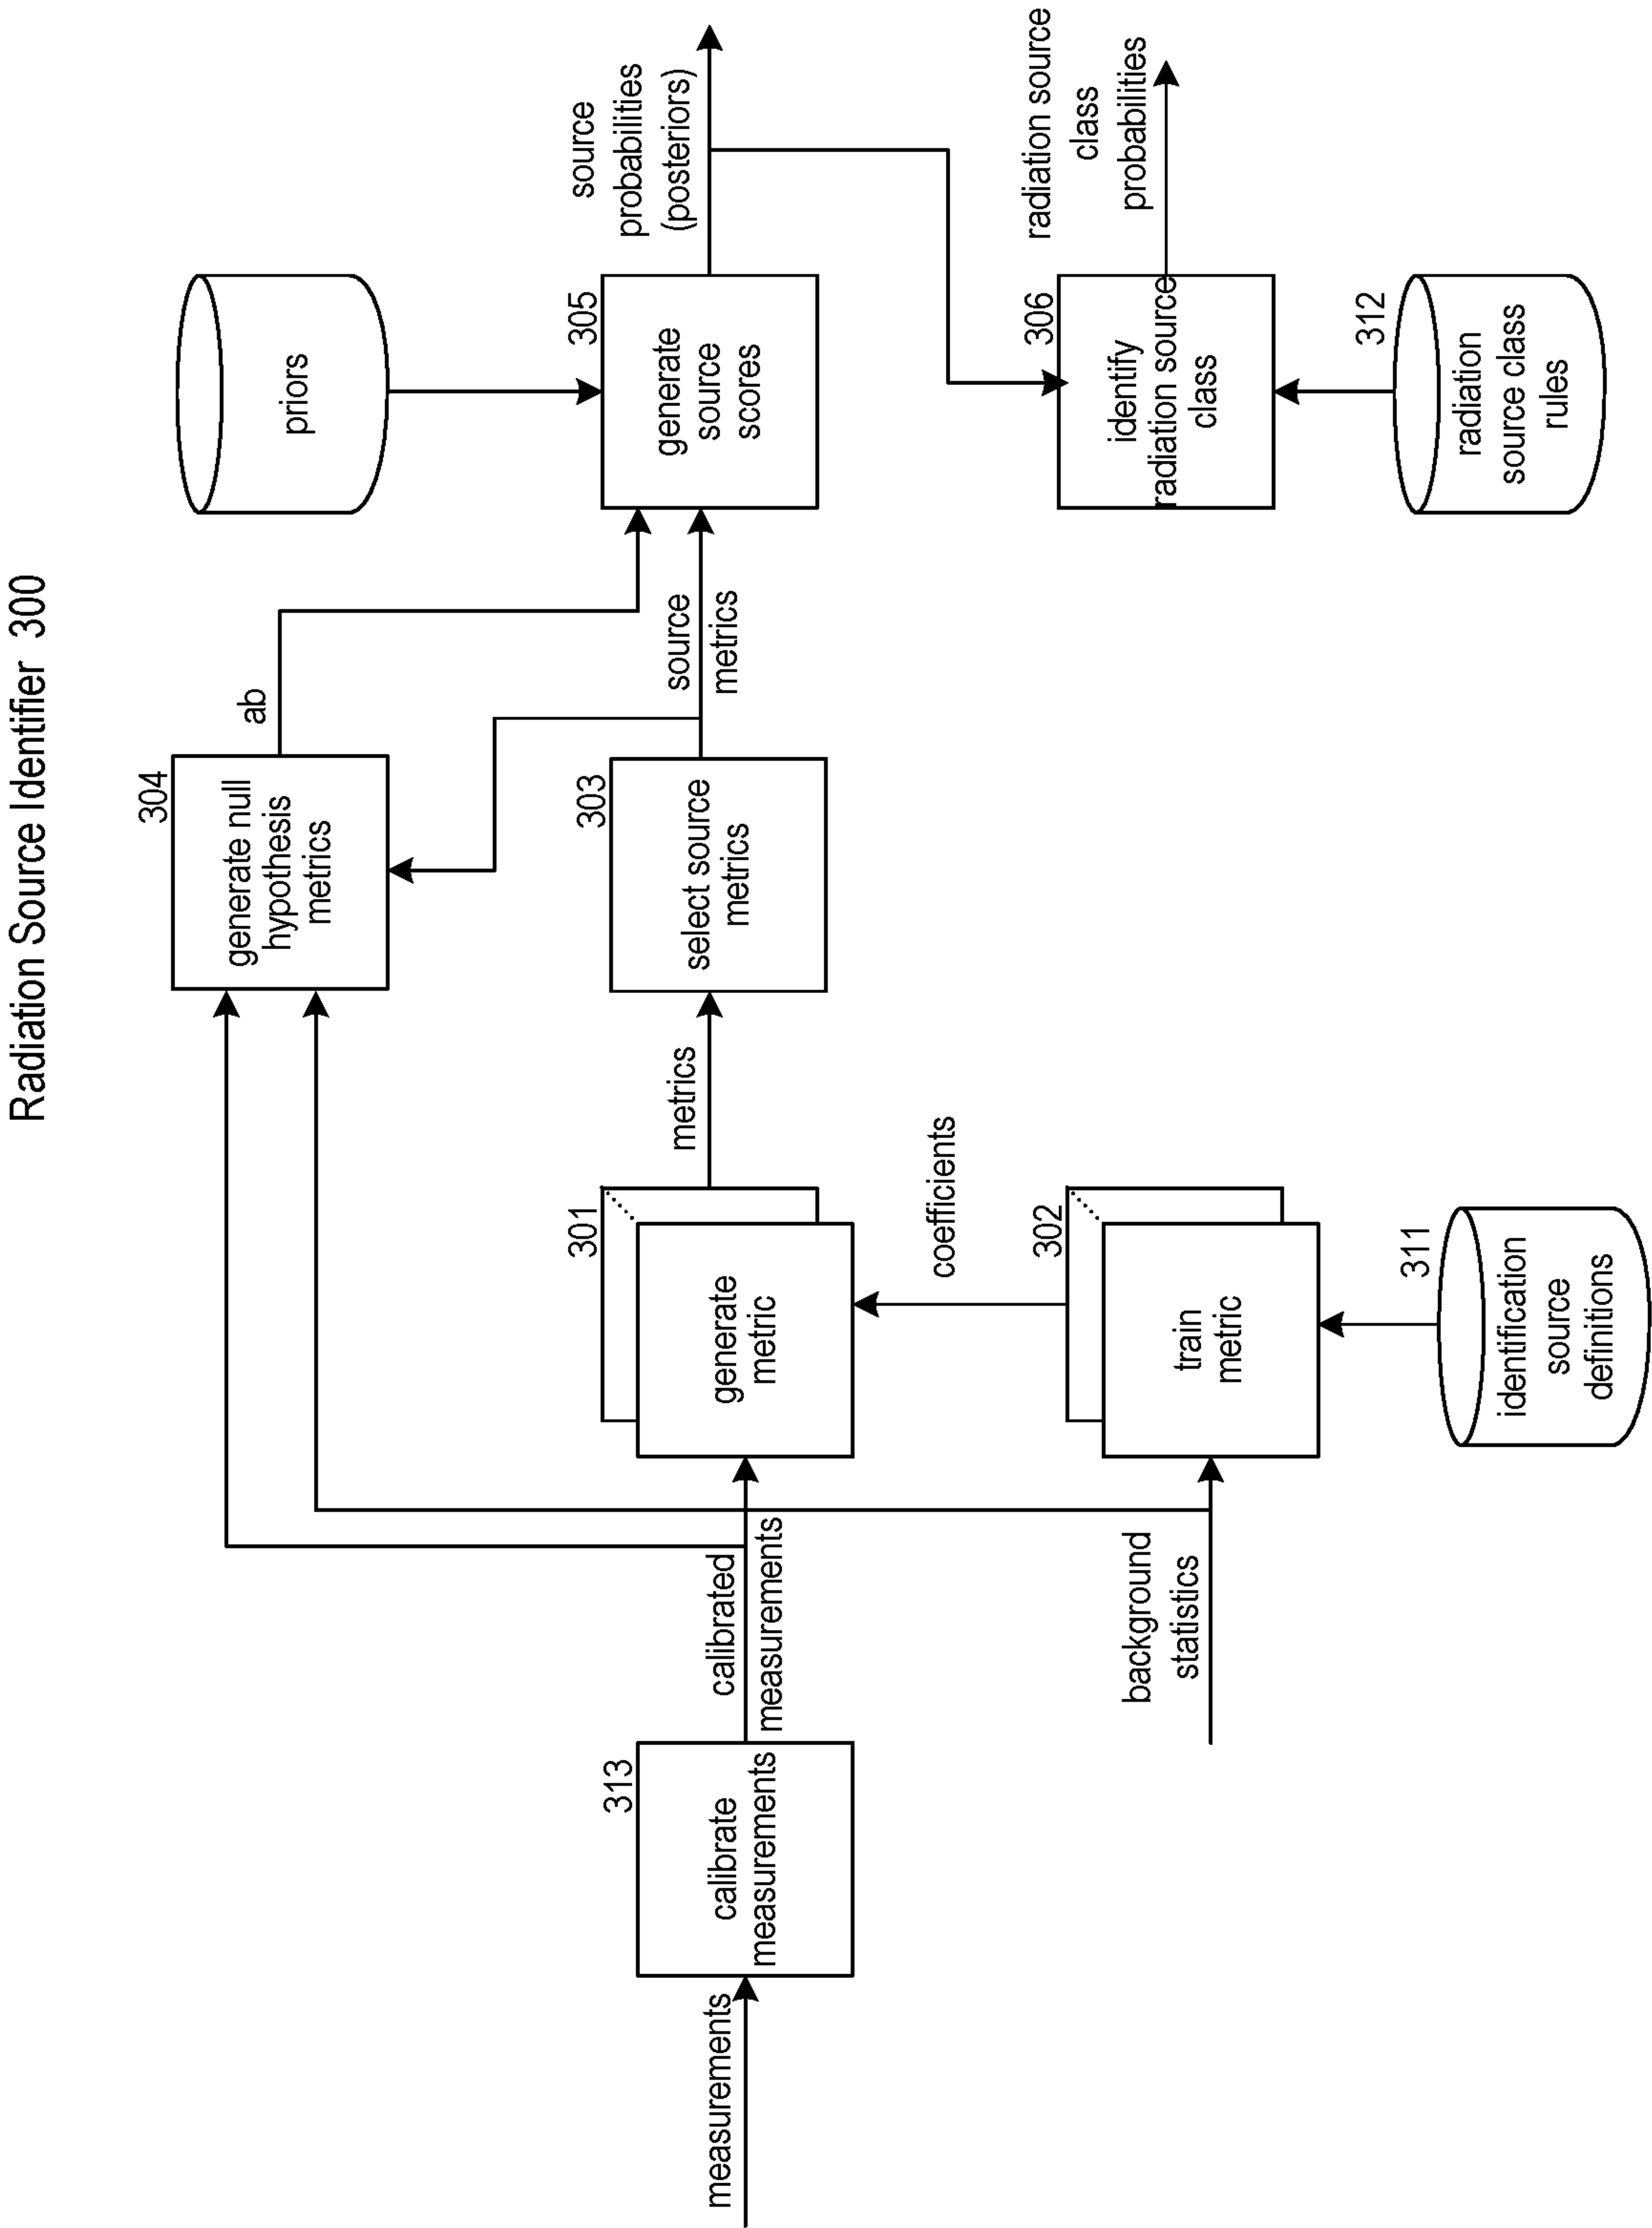 Radiation Source Identifier 300
priors
304
generate null
hypothesis
metrics
ab
305
generate
source
scores
source
probabilities
(posteriors)
313
calibrate
measurements
measurements
calibrated
measurements
301
generate
metric
metrics
303
select source
metrics
source
metrics
coefficients
306
identify
radiation source
class
radiation source
class
probabilities
background
statistics
302
train
metric
311
identification
source
definitions
312
radiation
source class
rules